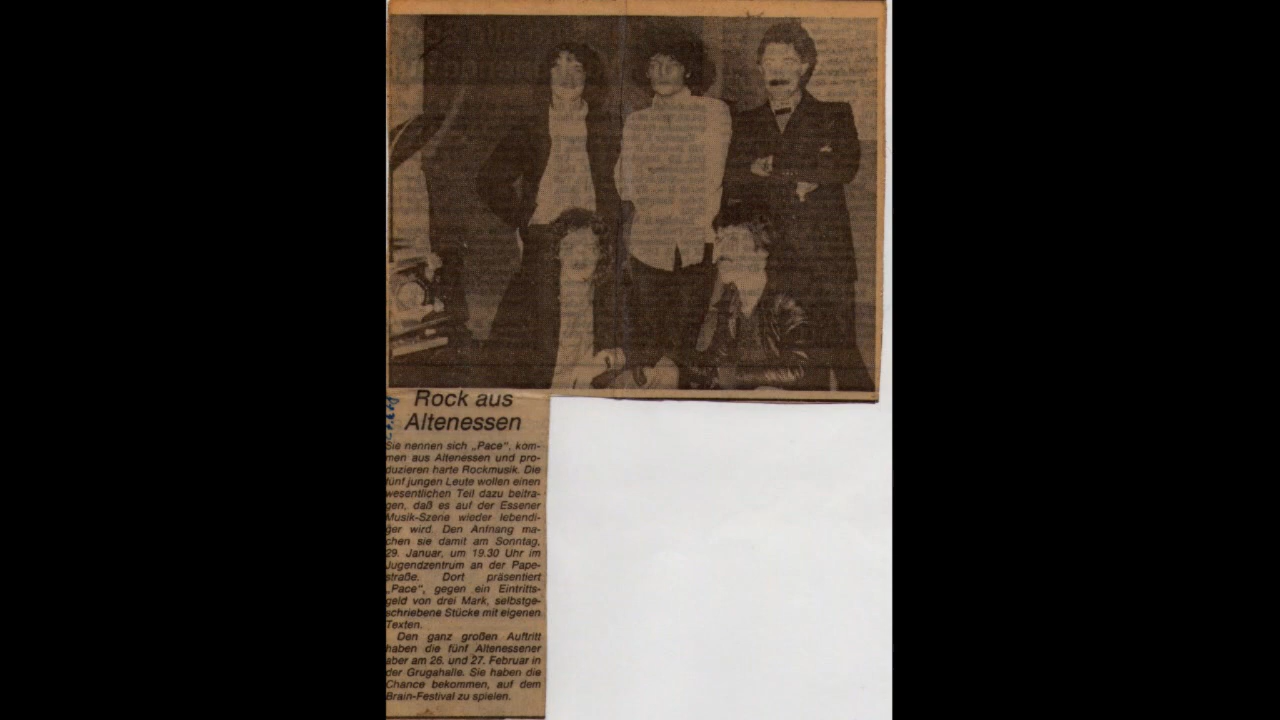 Rock aus
Altenessen
Sie nennen sich „Pace“, kom-
men aus Altenessen und pro-
duzieren harte Rockmusik. Die
fünf jungen Leute wollen einen
wesentlichen Teil dazu beitra-
gen, daß es auf der Essener
Musik-Szene wieder lebendi-
ger wird. Den Anfnang ma-
chen sie damit am Sonntag,
29. Januar, um 19.30 Uhr im
Jugendzentrum an der Pape-
straße. Dort präsentiert
„Pace“, gegen ein Eintritts-
geld von drei Mark, selbstge-
schriebene Stücke mit eigenen
Texten.
Den ganz großen Auftritt
haben die fünf Altenessener
aber am 26. und 27. Februar in
der Grugahalle. Sie haben die
Chance bekommen, auf dem
Brain-Festival zu spielen.